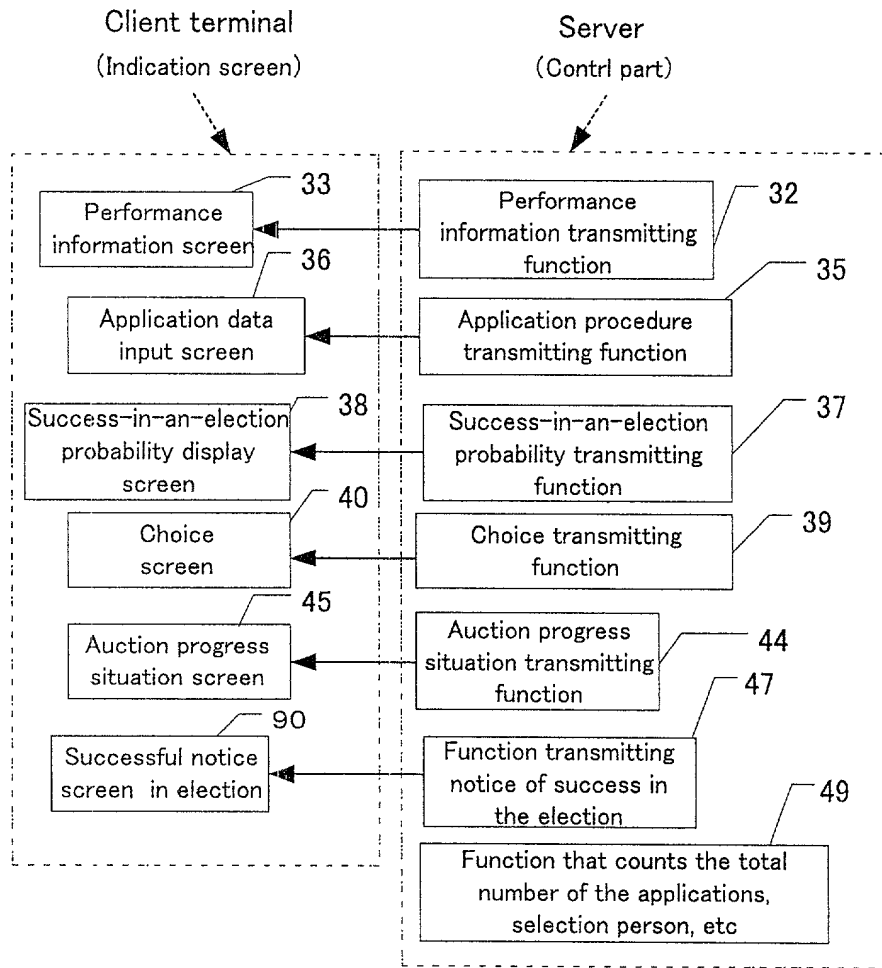 Client terminal
(Indication screen)
Server
(Contrl part)
33
Performance
information screen
32
Performance
information transmitting
function
36
Application data
input screen
35
Application procedure
transmitting function
38
Success-in-an-election
probability display
screen
37
Success-in-an-election
probability transmitting
function
40
Choice
screen
39
Choice transmitting
function
45
Auction progress
situation screen
44
Auction progress
situation transmitting
function
90
Successful notice
screen in election
47
Function transmitting
notice of success in
the election
49
Function that counts the total
number of the applications,
selection person, etc